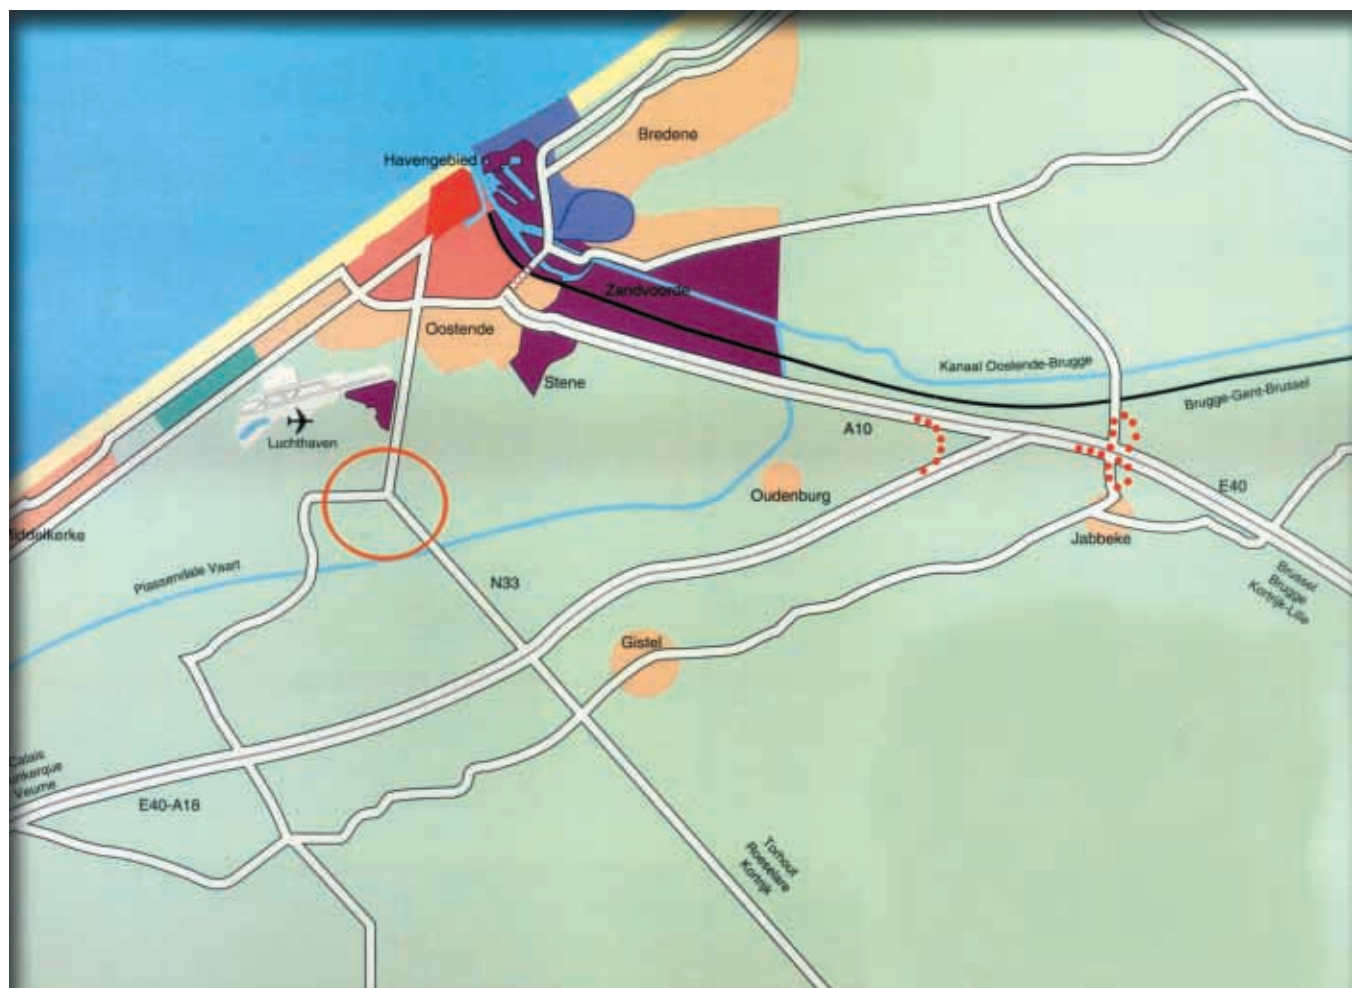 Bredene
Havengebied
Zandvoorde
Oostende
Kanaal Oostende-Brugge
Stene
Brugge-Gent-Brussel
A10
Luchthaven
E40
Oudenburg
Jabbeke
Plassendale Vaart
N33
Brussel
Brugge
Kortrijk-Lille
Gistel
Calais
Veurne
E40-A18
Torhout
Roeselare
Kortrijk